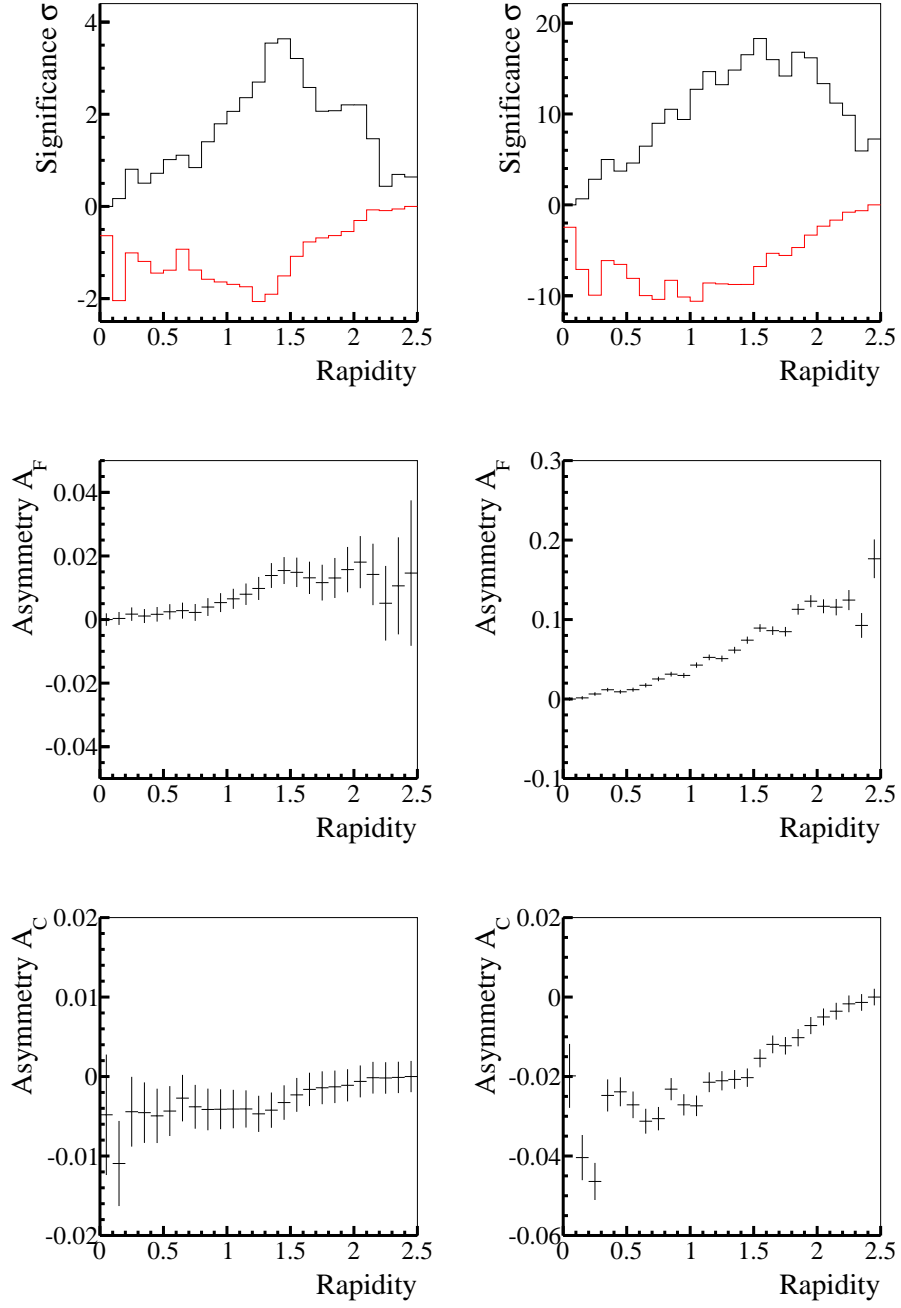 Significance σ
4
2
0
-2
0 0.5 1 1.5 2 2.5
Rapidity
Significance σ
20
10
0
-10
0 0.5 1 1.5 2 2.5
Rapidity
Asymmetry A_F
0.04
0.02
0
-0.02
-0.04
0 0.5 1 1.5 2 2.5
Rapidity
Asymmetry A_F
0.3
0.2
0.1
0
-0.1
0 0.5 1 1.5 2 2.5
Rapidity
Asymmetry A_C
0.02
0.01
0
-0.01
-0.02
0 0.5 1 1.5 2 2.5
Rapidity
Asymmetry A_C
0.02
0
-0.02
-0.04
-0.06
0 0.5 1 1.5 2 2.5
Rapidity